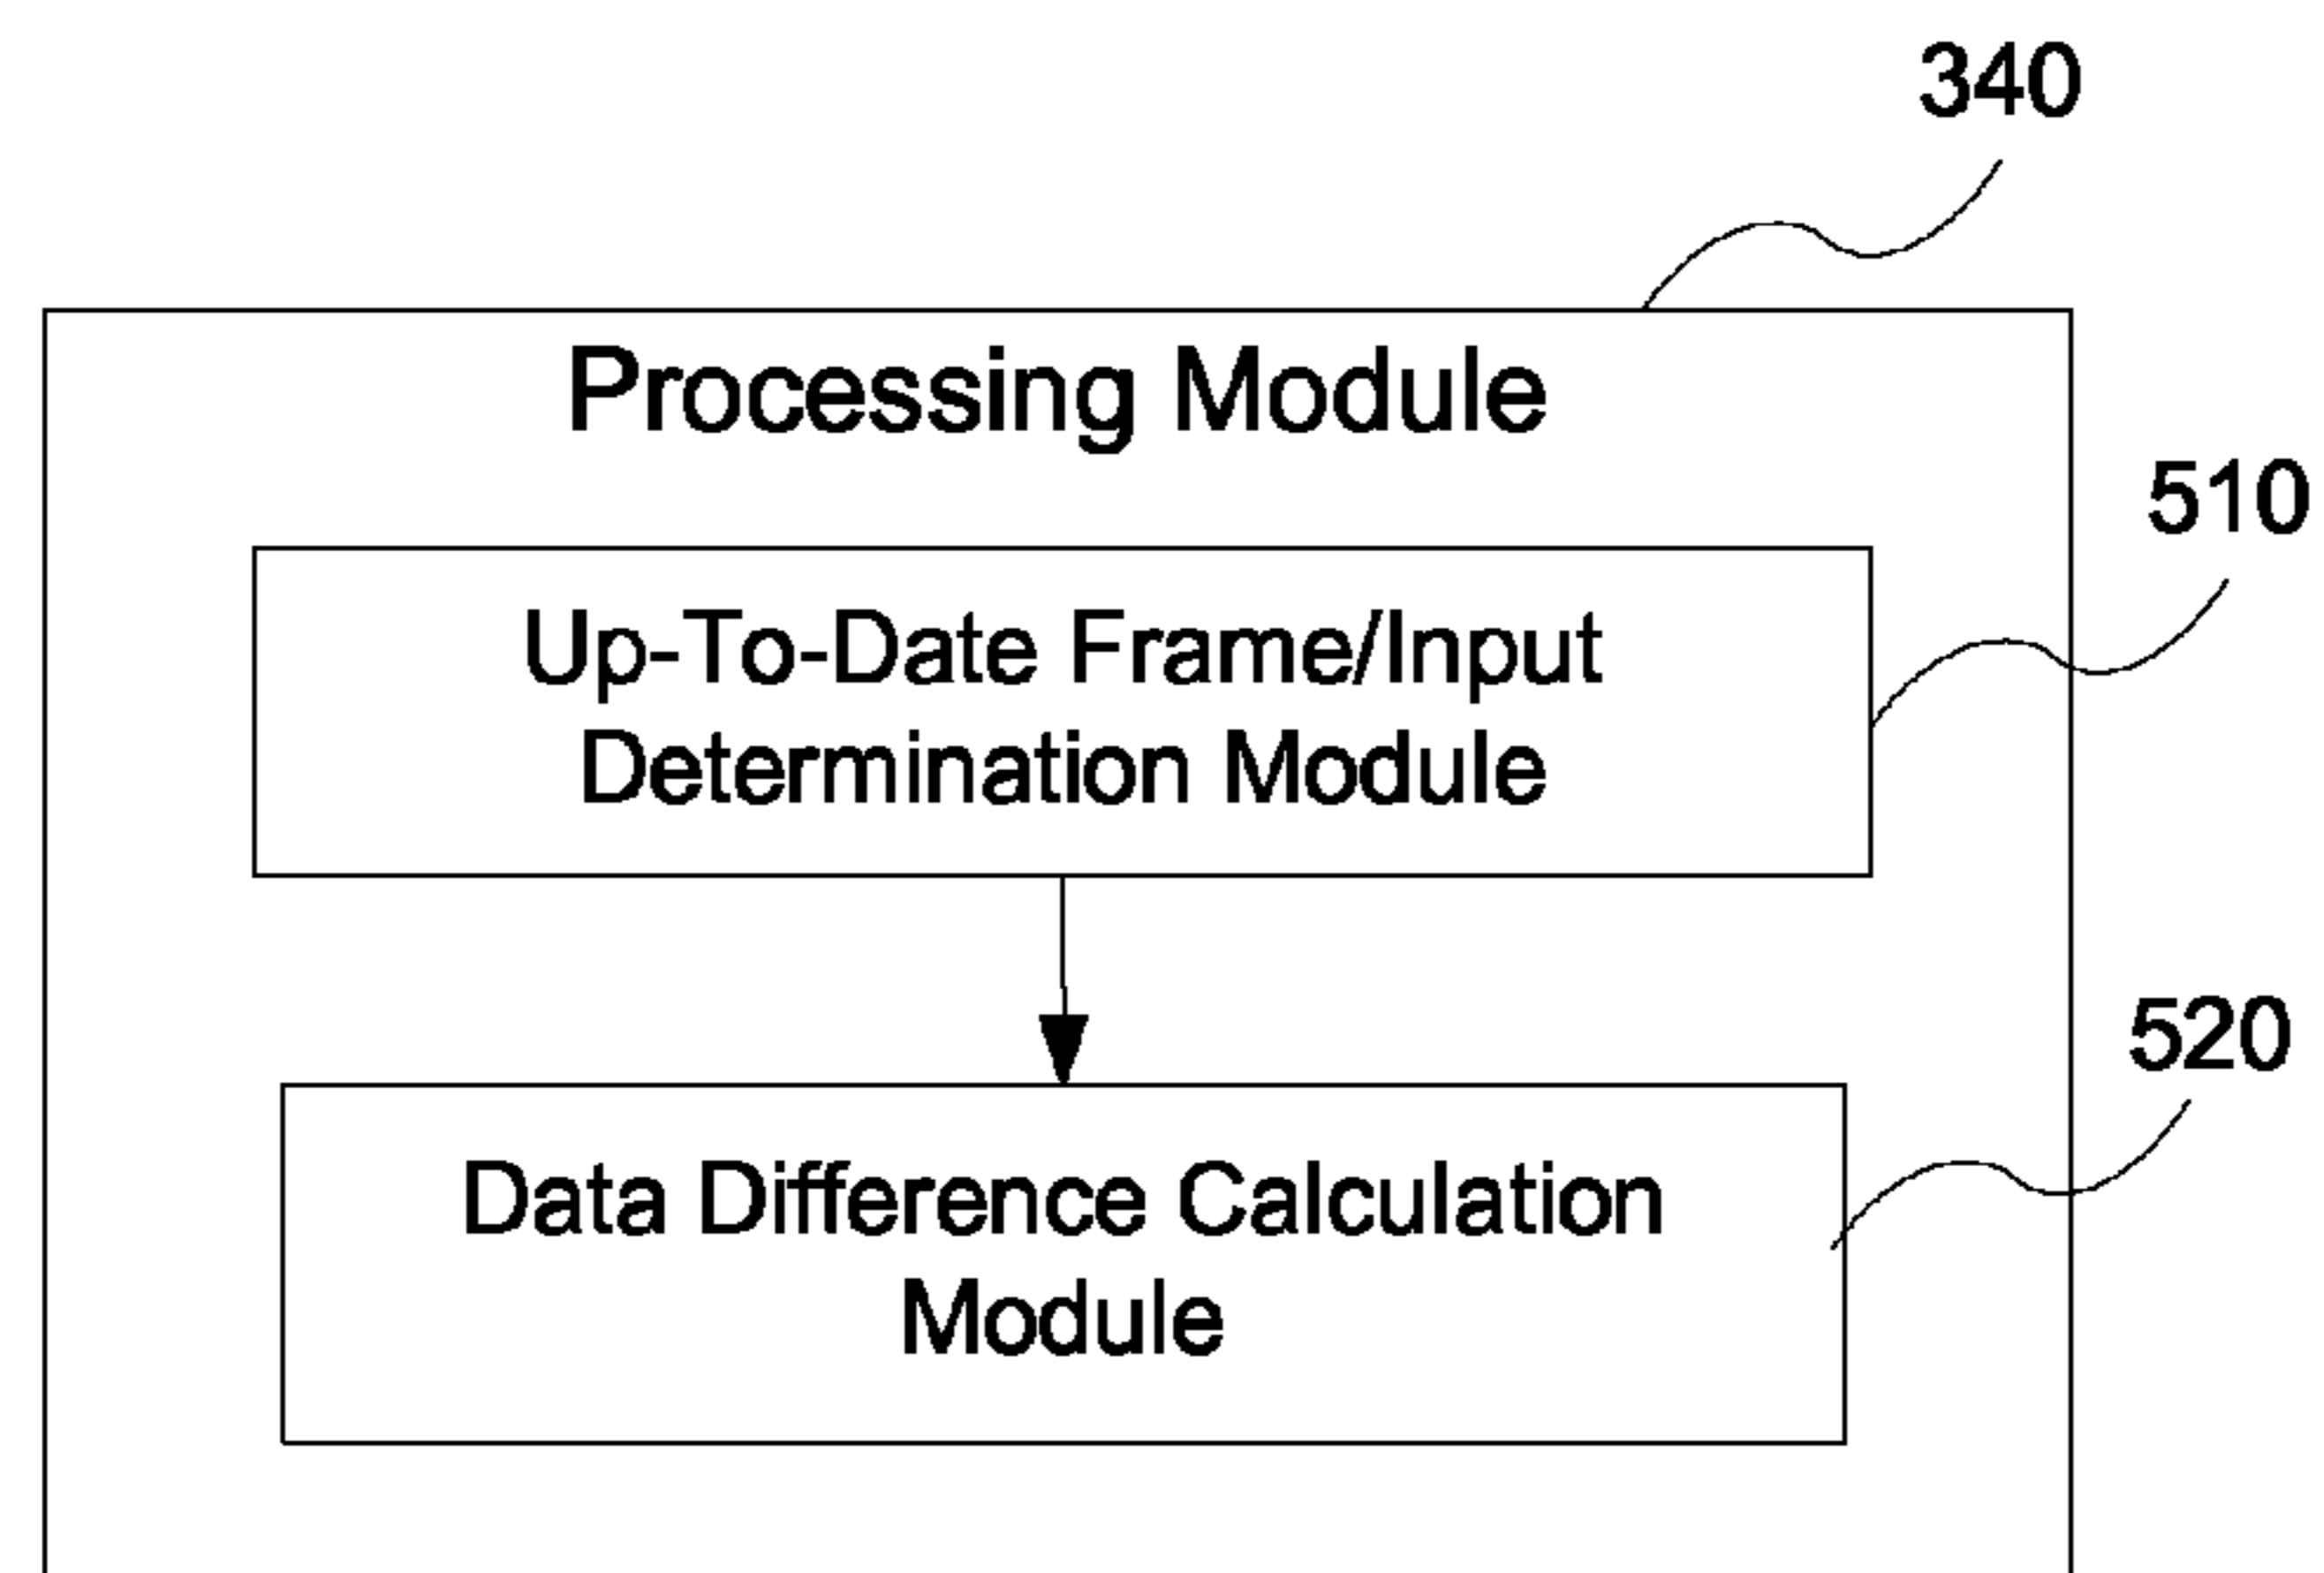 340
Processing Module
510
Up-To-Date Frame/Input
Determination Module
520
Data Difference Calculation
Module